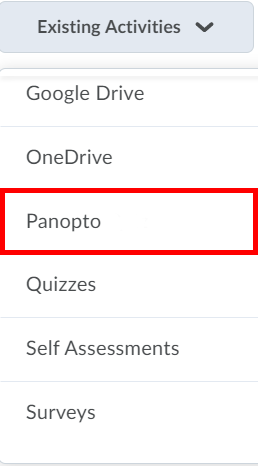 Existing Activities
Google Drive
OneDrive
Panopto
Quizzes
Self Assessments
Surveys